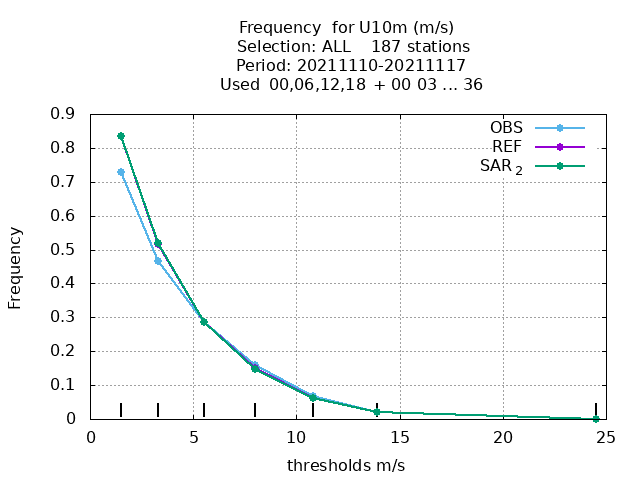 Frequency  for U10m (m/s)
Selection: ALL    187 stations
Period: 20211110-20211117
Used  00,06,12,18  + 00 03 ... 36
OBS
REF
SAR 2
0.9
0.8
0.7
0.6
0.5
0.4
0.3
0.2
0.1
0
Frequency
0 5 10 15 20 25
thresholds m/s